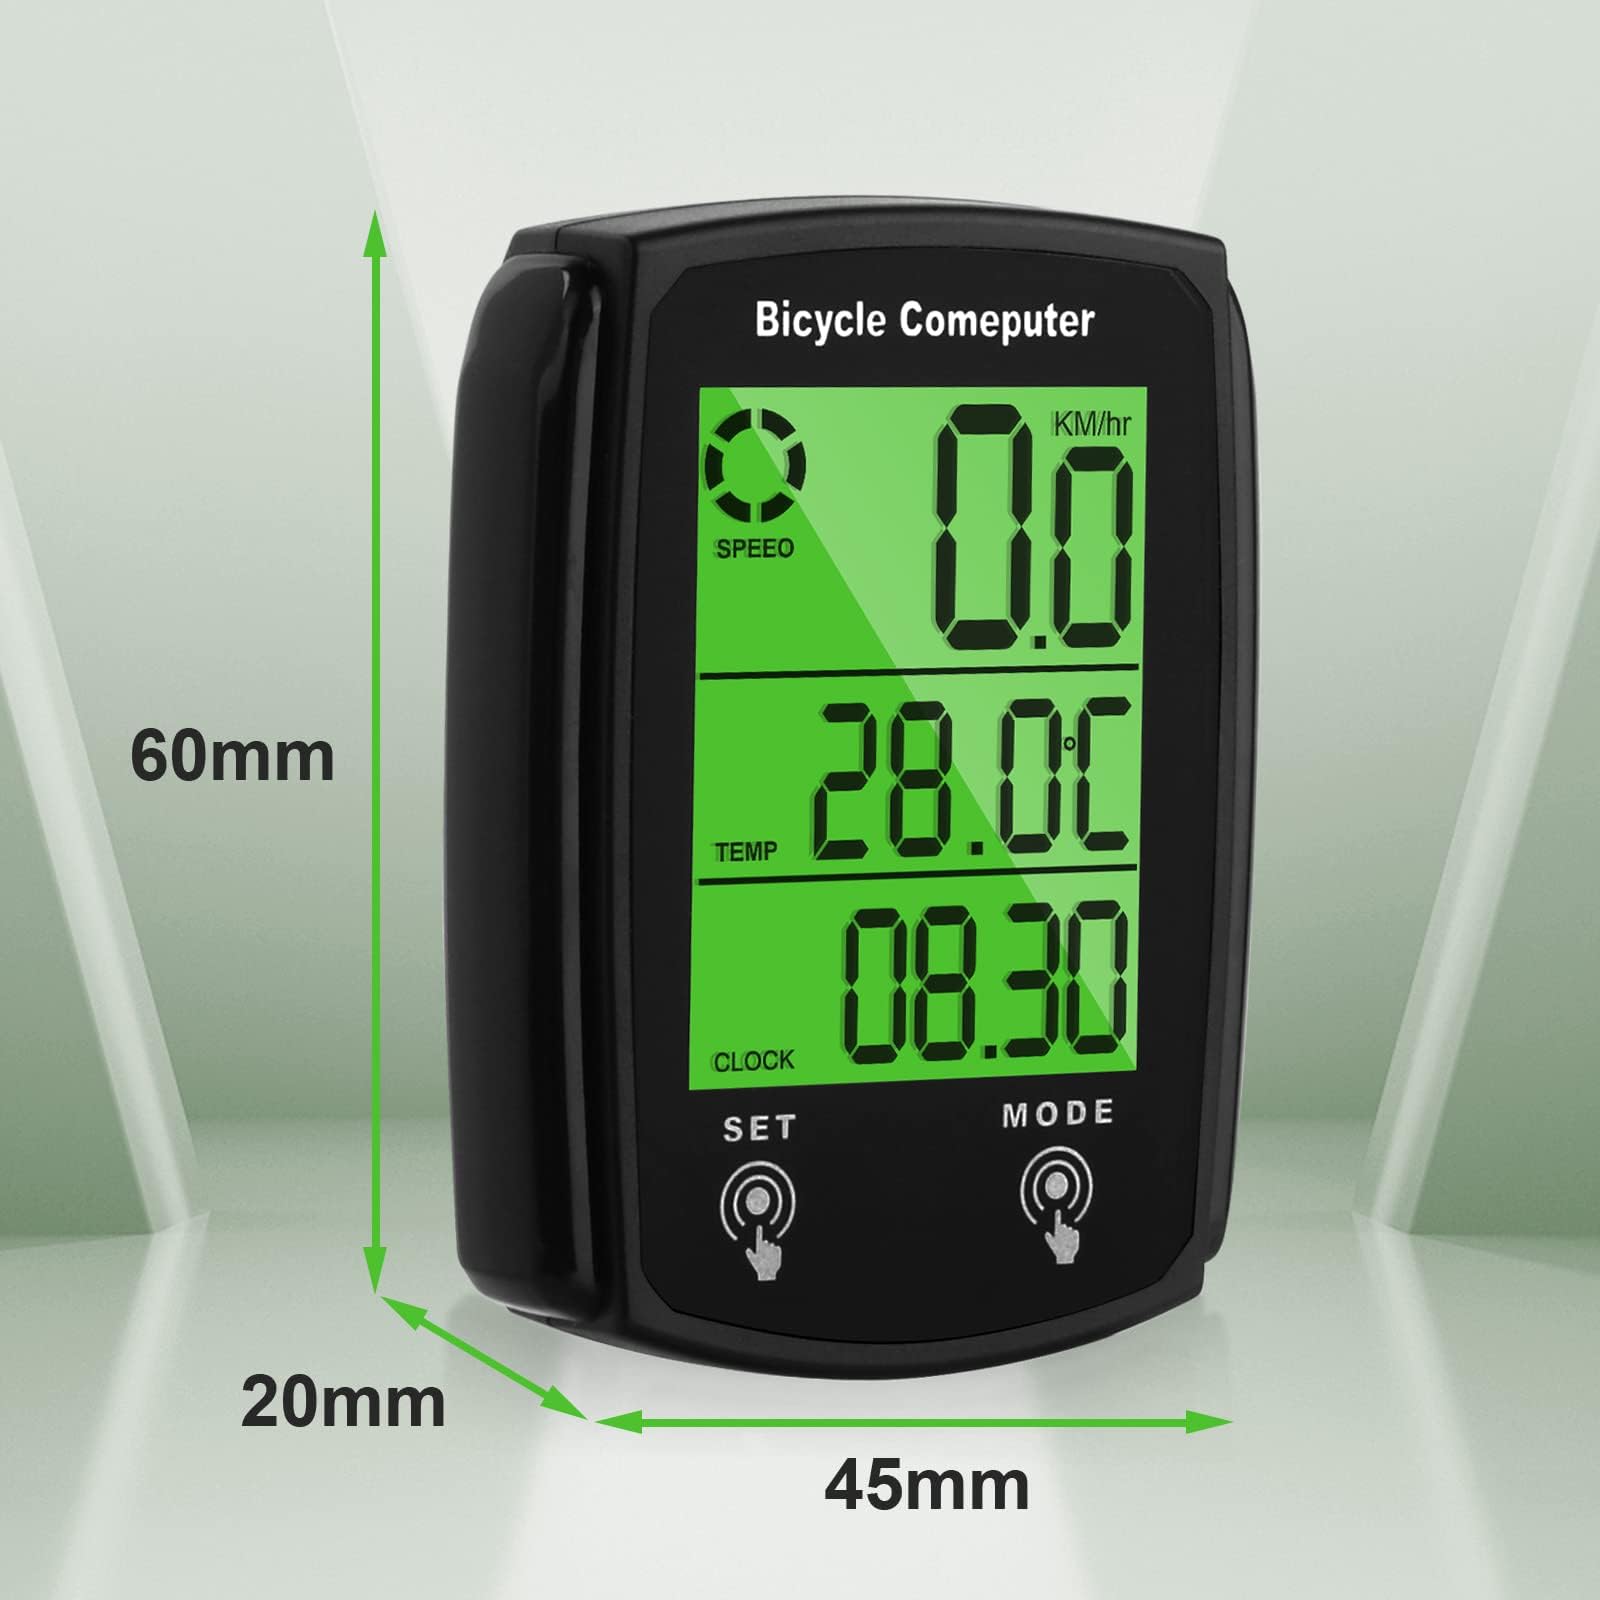 Bicycle Comeputer
KM/hr
0.0
SPEEO
28.0°C
TEMP
08.30
CLOCK
SET
MODE
60mm
20mm
45mm